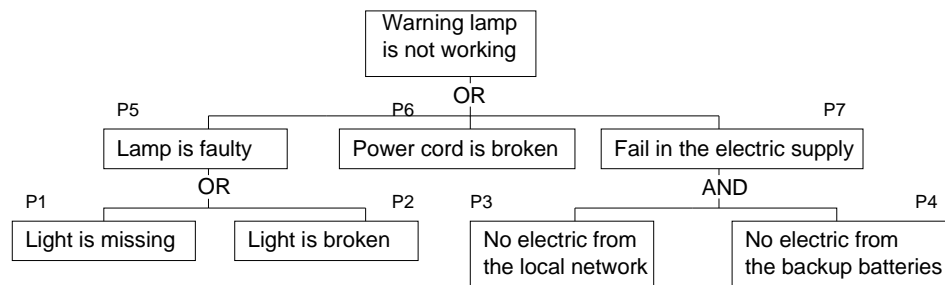 Warning lamp
is not working
OR
P5
P6
P7
Lamp is faulty
Power cord is broken
Fail in the electric supply
OR
AND
P1
P2
P3
P4
Light is missing
Light is broken
No electric from
the local network
No electric from
the backup batteries